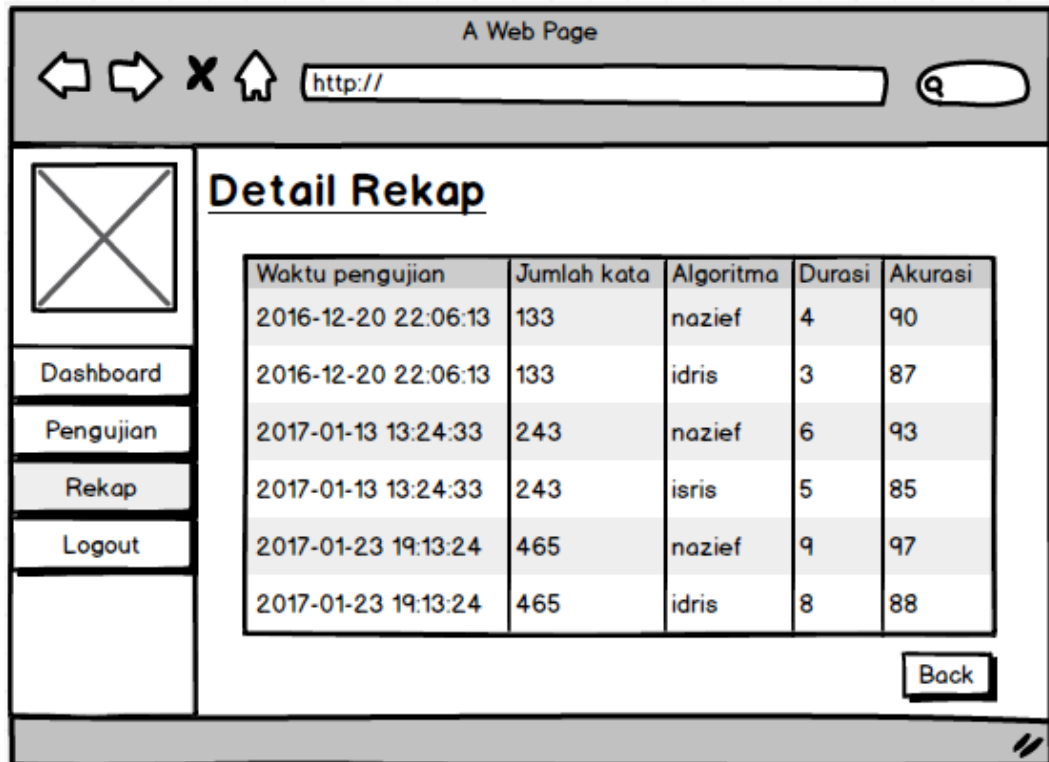 A Web Page
http://
Detail Rekap
Dashboard
Pengujian
Rekap
Logout
Waktu pengujian Jumlah kata Algoritma Durasi Akurasi
2016-12-20 22:06:13 133 nazief 4 90
2016-12-20 22:06:13 133 idris 3 87
2017-01-13 13:24:33 243 nazief 6 93
2017-01-13 13:24:33 243 isris 5 85
2017-01-23 19:13:24 465 nazief 9 97
2017-01-23 19:13:24 465 idris 8 88
Back